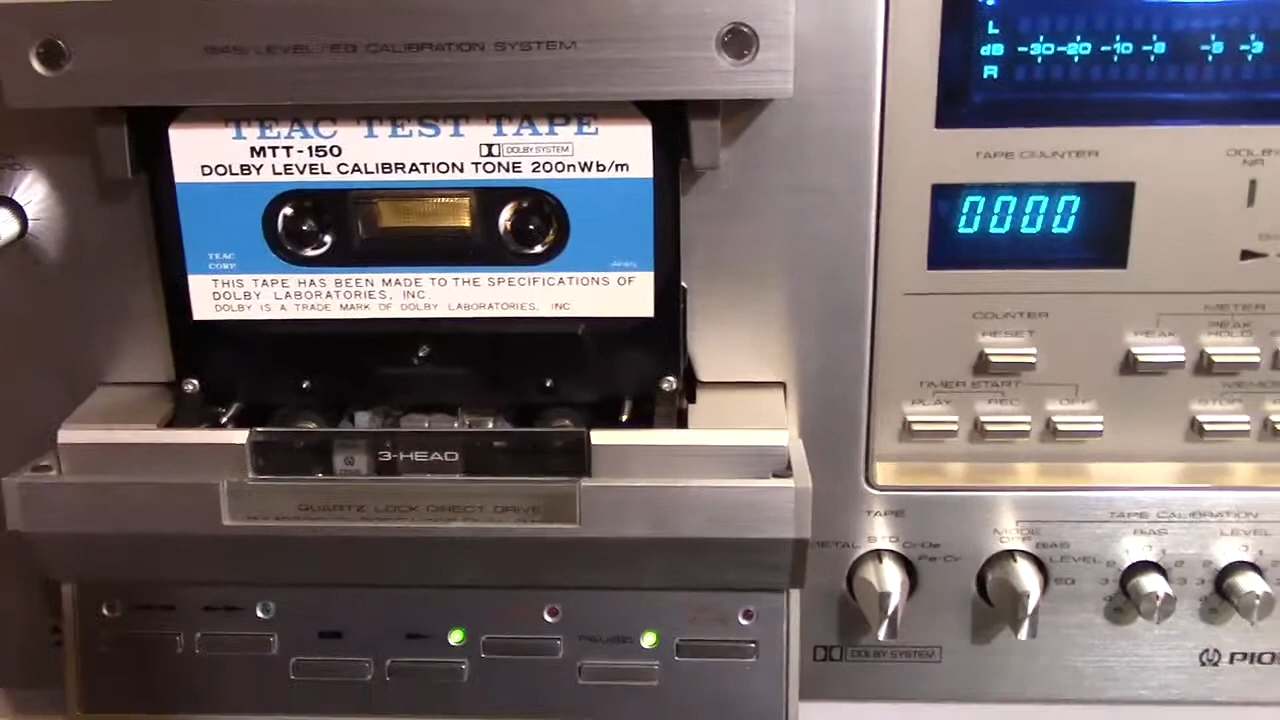 BIAS/LEVEL/EQ CALIBRATION SYSTEM
TEAC TEST TAPE
MTT-150
DOLBY SYSTEM
DOLBY LEVEL CALIBRATION TONE 200nWb/m
TEAC
CORP
JAPAN
THIS TAPE HAS BEEN MADE TO THE SPECIFICATIONS OF
DOLBY LABORATORIES, INC.
DOLBY IS A TRADE MARK OF DOLBY LABORATORIES, INC
3-HEAD
QUARTZ LOCK DIRECT DRIVE
PAUSE
L
dB -30 -20 -10 -8 -5 -3
R
TAPE COUNTER
DOLBY
NR
0000
COUNTER
RESET
METER
PEAK
PEAK
HOLD
TIMER START
PLAY REC OFF
STOP
TAPE
METAL STD CrO2
Fe-Cr
MODE
OFF BIAS
LEVEL
EQ
TAPE CALIBRATION
BIAS
LEVEL
DOLBY SYSTEM